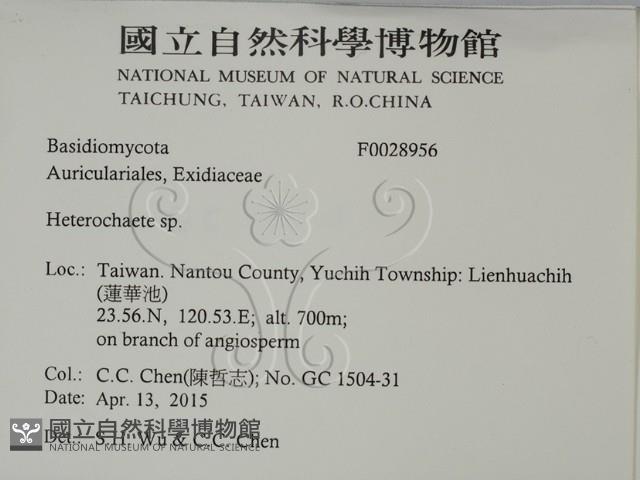 國立自然科學博物館
NATIONAL MUSEUM OF NATURAL SCIENCE
TAICHUNG, TAIWAN, R.O.CHINA
Basidiomycota F0028956
Auriculariales, Exidiaceae
Heterochaete sp.
Loc.: Taiwan. Nantou County, Yuchih Township: Lienhuachih
(蓮華池)
23.56.N, 120.53.E; alt. 700m;
on branch of angiosperm
Col.: C.C. Chen(陳哲志); No. GC 1504-31
Date: Apr. 13, 2015
Det.: S.H. Wu & C.C. Chen
國立自然科學博物館
NATIONAL MUSEUM OF NATURAL SCIENCE